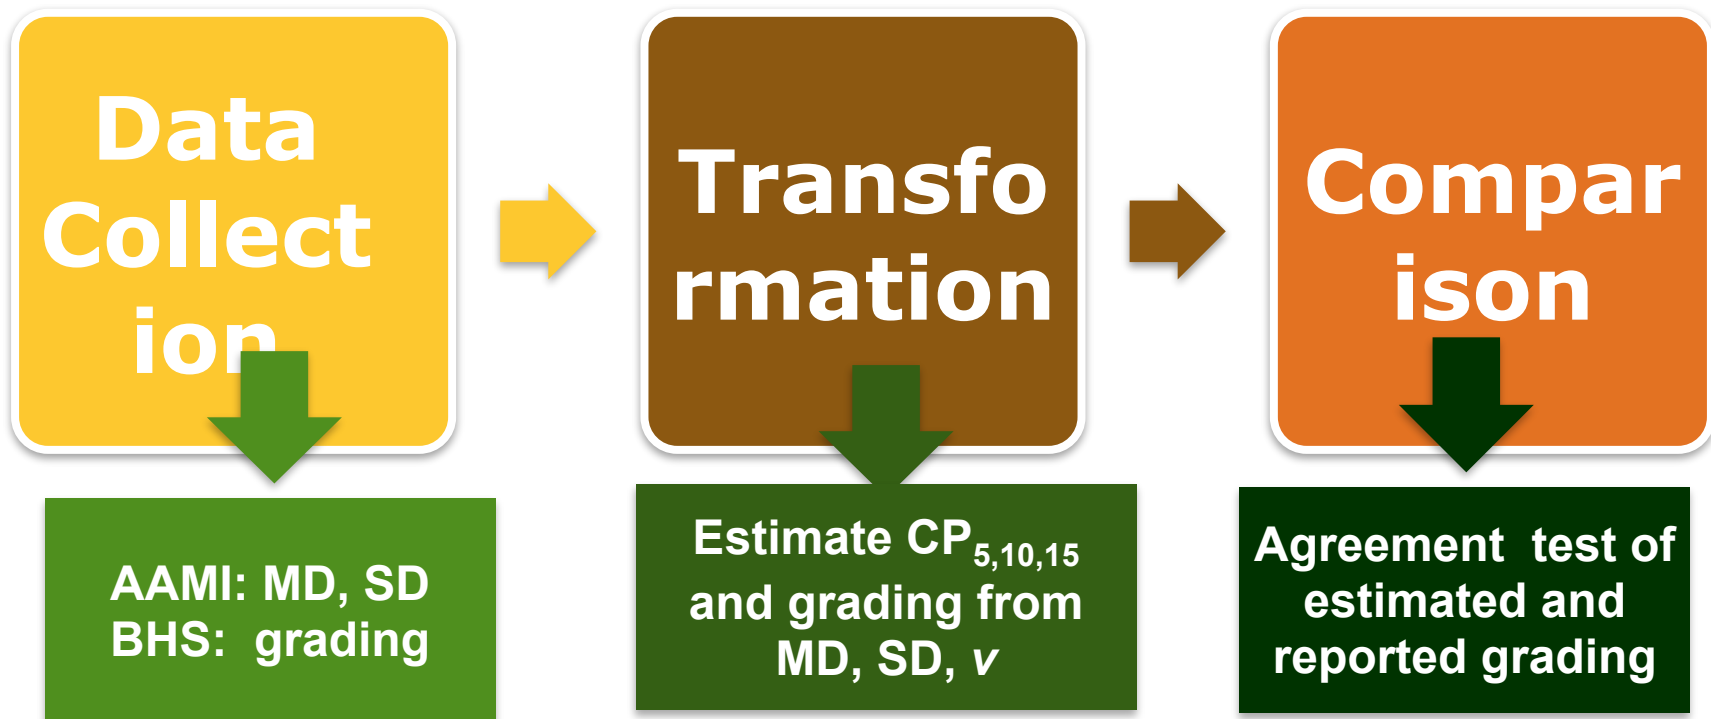 Data
Collect
ion
Transfo
rmation
Compar
ison
AAMI: MD, SD
BHS: grading
Estimate CP5,10,15
and grading from
MD, SD, v
Agreement test of
estimated and
reported grading